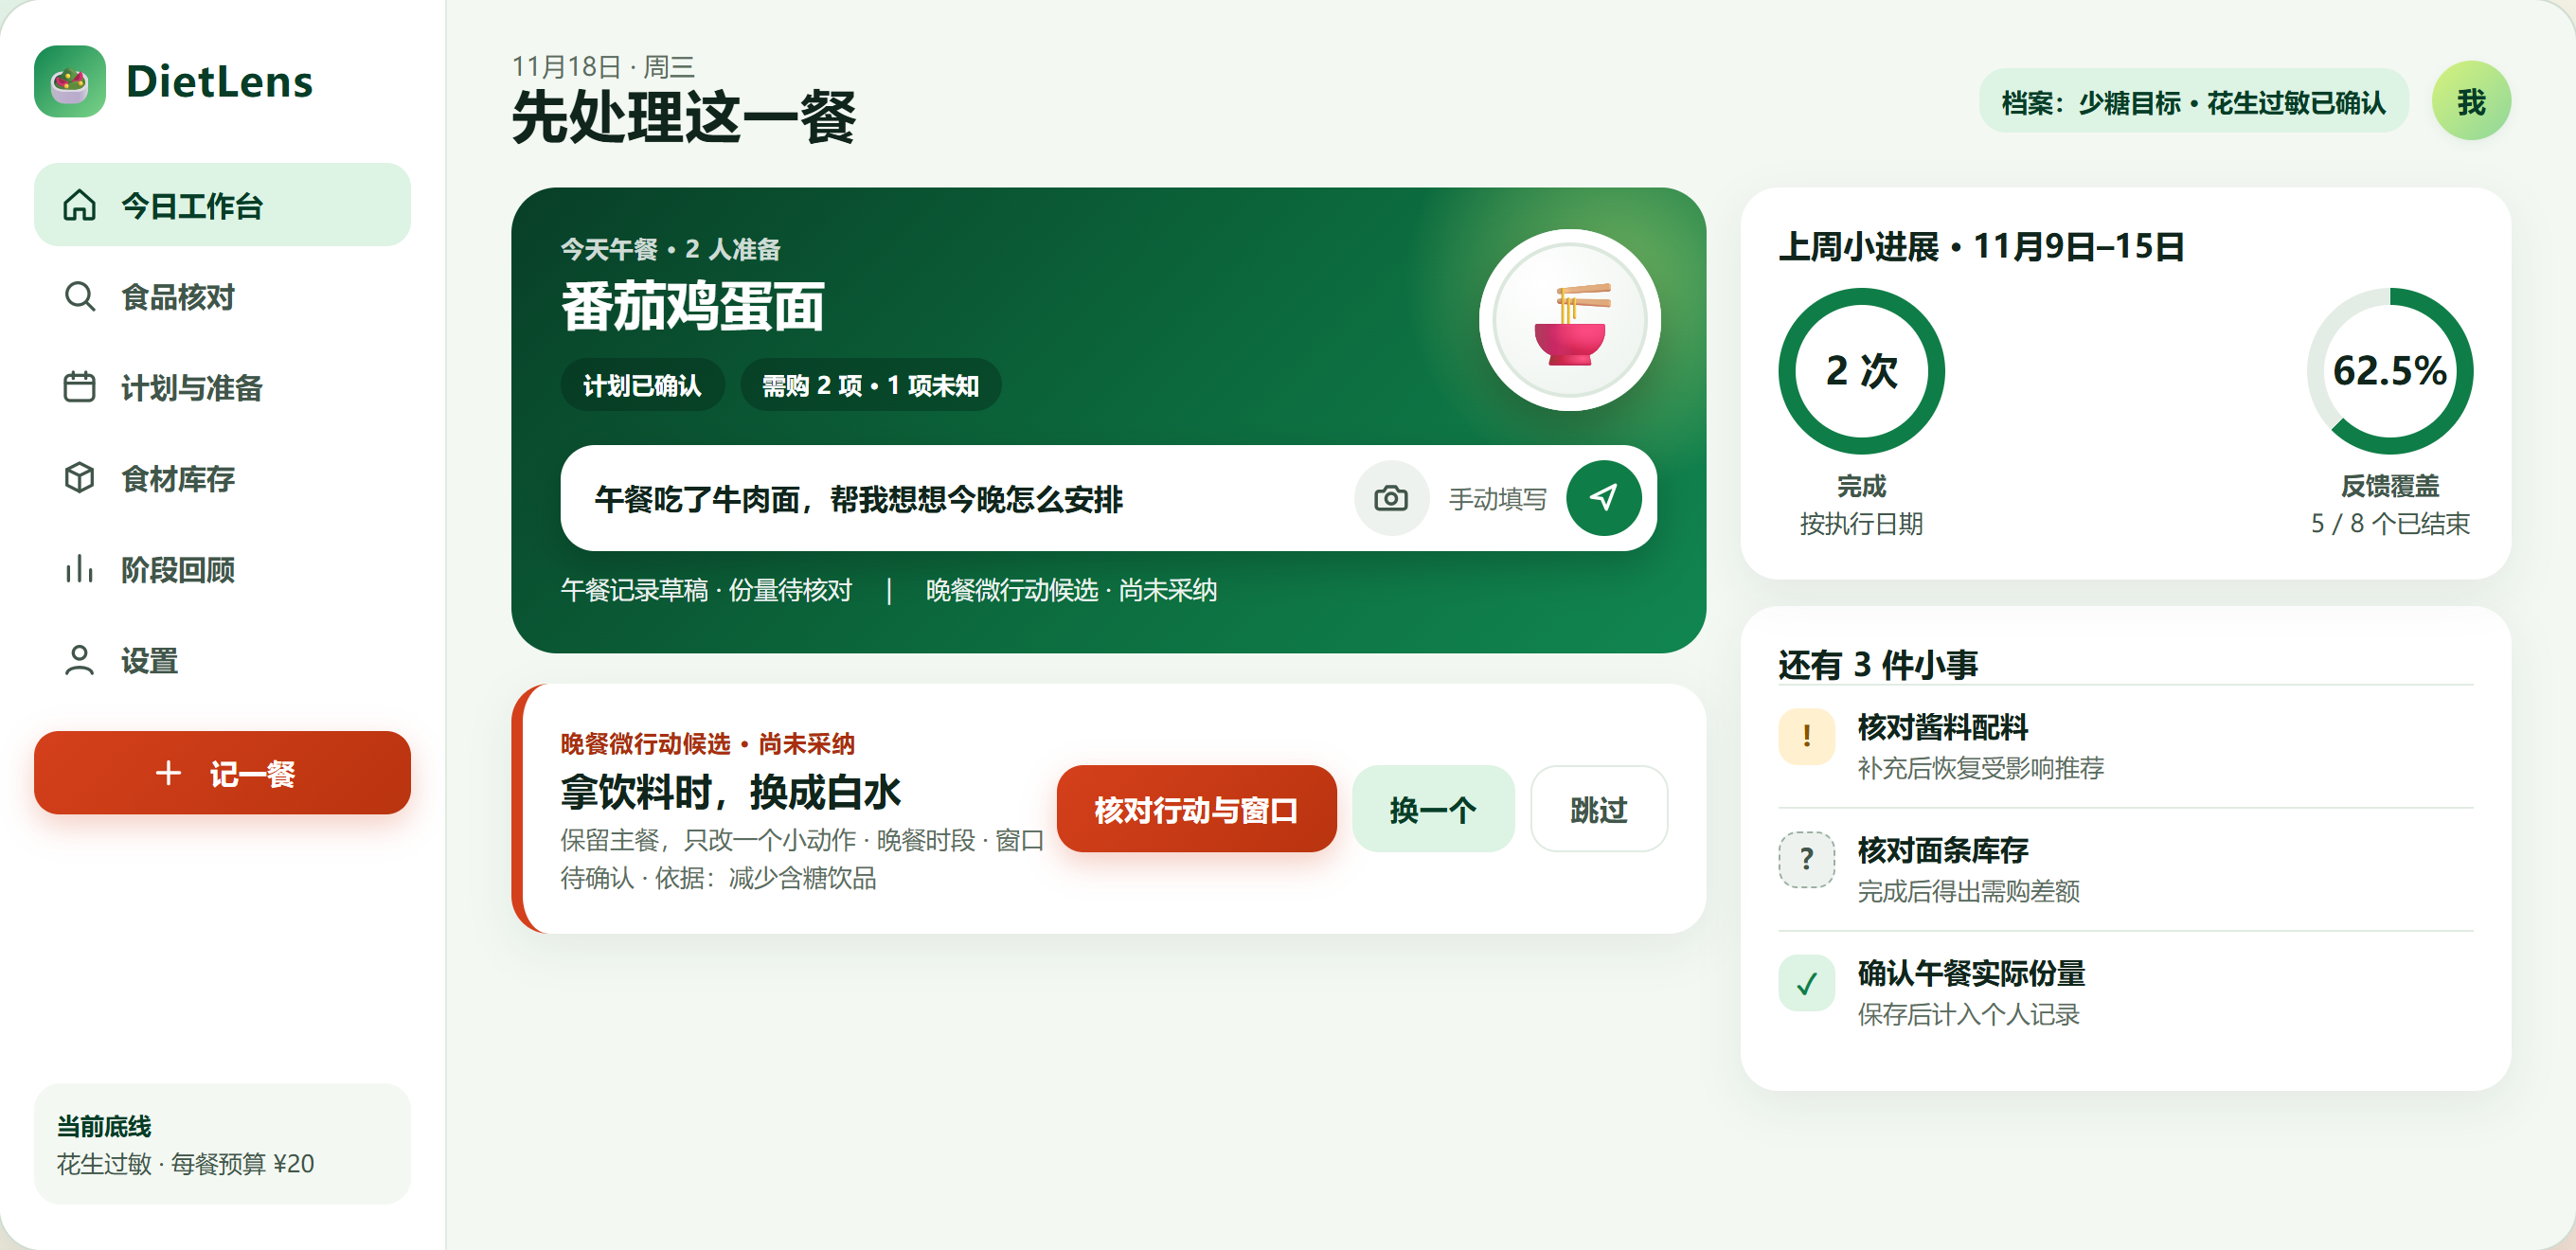 DietLens
今日工作台
食品核对
计划与准备
食材库存
阶段回顾
设置
+ 记一餐
当前底线
花生过敏 · 每餐预算 ¥20
11月18日 · 周三
先处理这一餐
档案：少糖目标 • 花生过敏已确认
我
今天午餐 • 2 人准备
番茄鸡蛋面
计划已确认
需购 2 项 • 1 项未知
午餐吃了牛肉面，帮我想想今晚怎么安排
手动填写
午餐记录草稿 · 份量待核对 | 晚餐微行动候选 · 尚未采纳
晚餐微行动候选 • 尚未采纳
拿饮料时，换成白水
保留主餐，只改一个小动作 · 晚餐时段 · 窗口
待确认 · 依据：减少含糖饮品
核对行动与窗口
换一个
跳过
上周小进展 • 11月9日–15日
2 次
完成
按执行日期
62.5%
反馈覆盖
5 / 8 个已结束
还有 3 件小事
!
核对酱料配料
补充后恢复受影响推荐
?
核对面条库存
完成后得出需购差额
✓
确认午餐实际份量
保存后计入个人记录